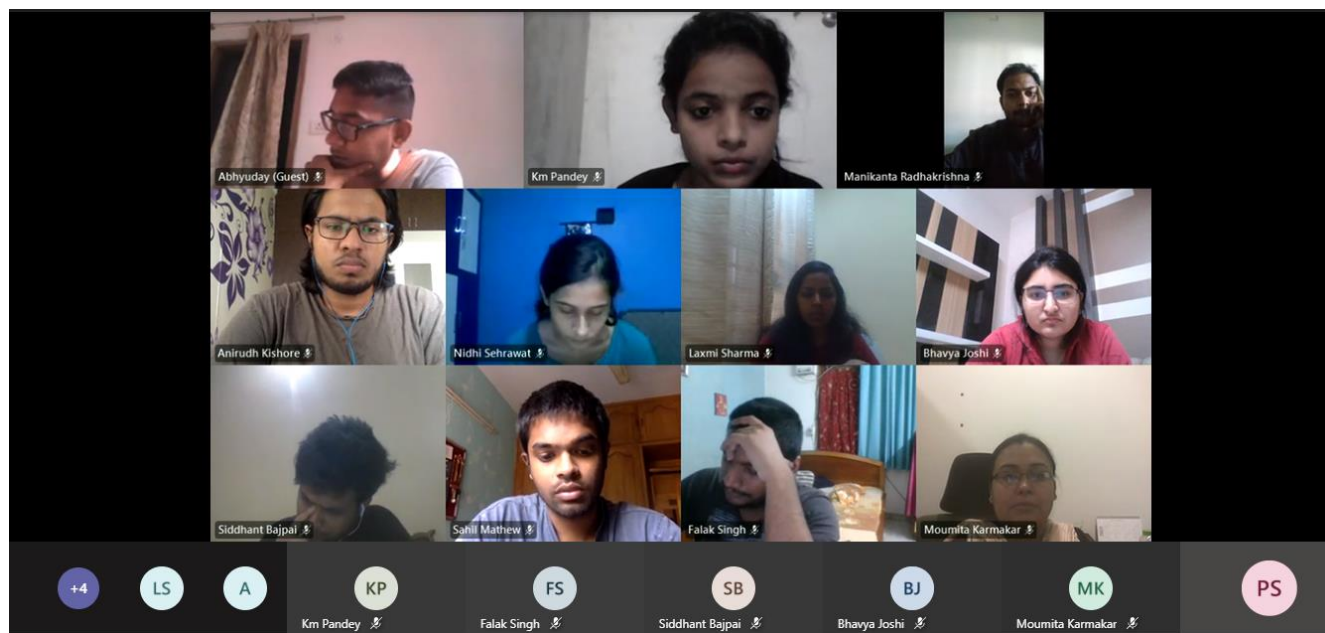 Abhyuday (Guest)
Km Pandey
Manikanta Radhakrishna
Anirudh Kishore
Nidhi Sehrawat
Laxmi Sharma
Bhavya Joshi
Siddhant Bajpai
Sahil Mathew
Falak Singh
Moumita Karmakar
+4
LS
A
KP
FS
SB
BJ
MK
PS
Km Pandey
Falak Singh
Siddhant Bajpai
Bhavya Joshi
Moumita Karmakar